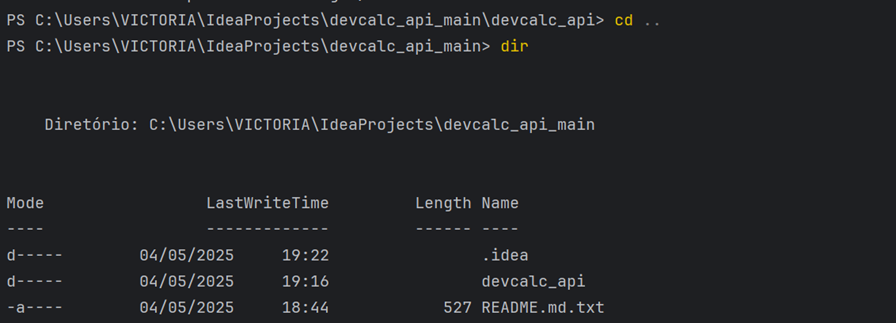 PS C:\Users\VICTORIA\IdeaProjects\devcalc_api_main\devcalc_api> cd ..
PS C:\Users\VICTORIA\IdeaProjects\devcalc_api_main> dir
Diretório: C:\Users\VICTORIA\IdeaProjects\devcalc_api_main
Mode LastWriteTime Length Name
---- ------------- ------ ----
d----- 04/05/2025 19:22 .idea
d----- 04/05/2025 19:16 devcalc_api
-a---- 04/05/2025 18:44 527 README.md.txt